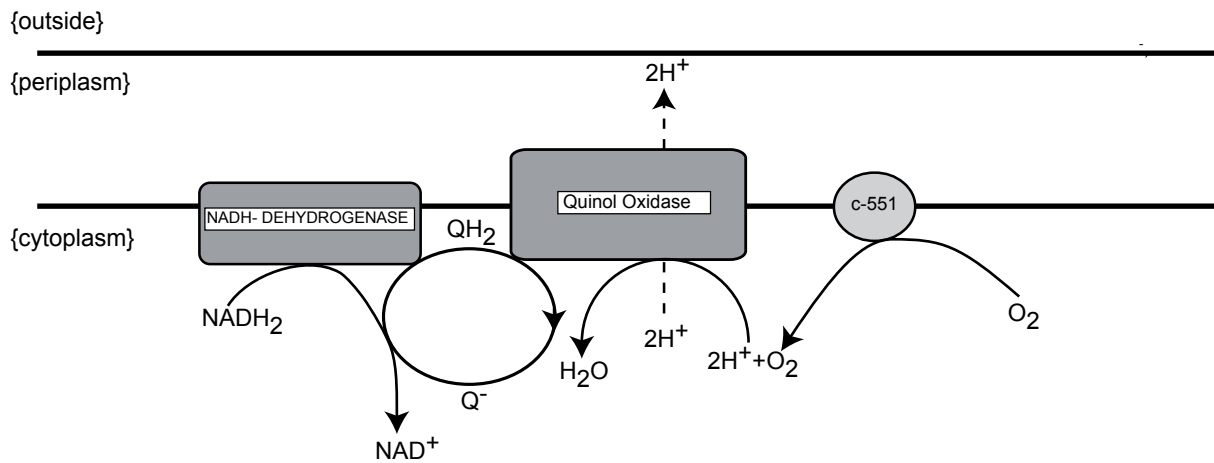 {outside}
{periplasm}
2H+
NADH- DEHYDROGENASE
Quinol Oxidase
c-551
{cytoplasm}
QH2
NADH2
O2
H2O
2H+
2H++O2
Q-
NAD+